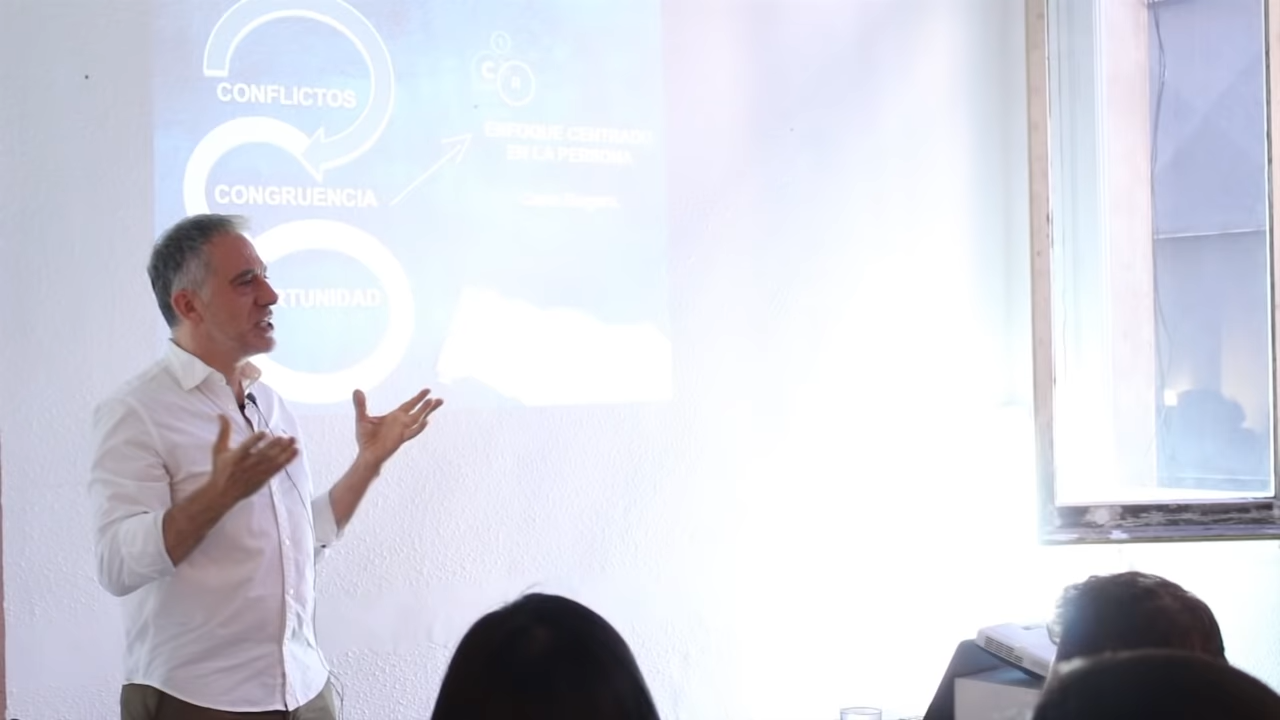 CONFLICTOS
CONGRUENCIA
RTUNIDAD
C
ENFOQUE CENTRADO
EN LA PERSONA